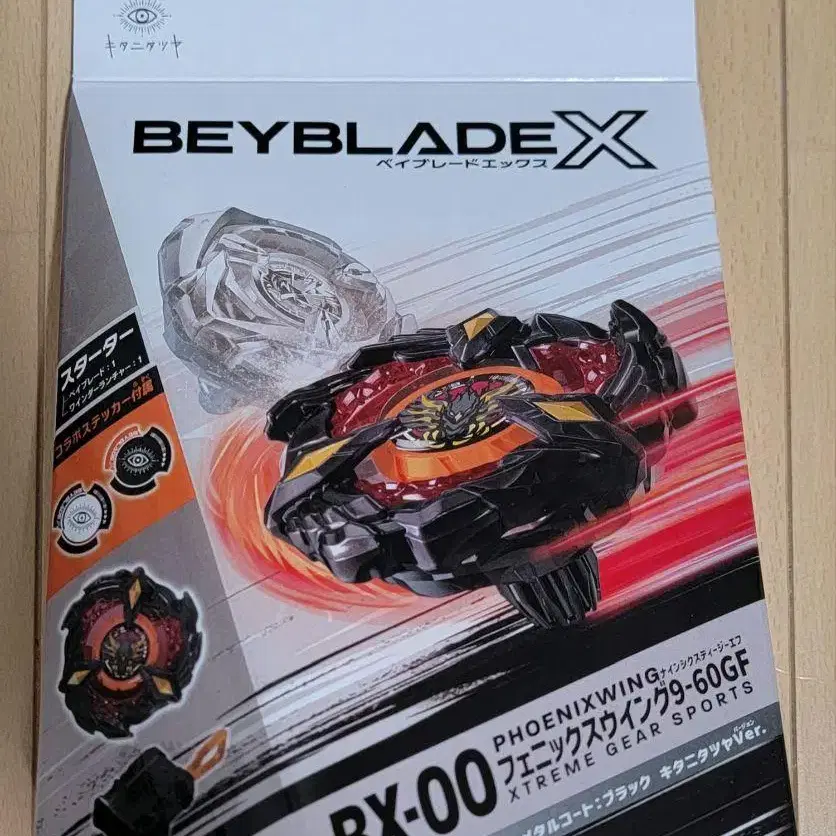 キタニタツヤ
BEYBLADE X
ベイブレードエックス
スターター
ベイブレード:1
ワインダーランチャー:1
コラボステッカー付属
BX-00
PHOENIXWING
ナインシクスティージーエフ
フェニックスウイング9-60GF
XTREME GEAR SPORTS
メタルコート:ブラック キタニタツヤVer.
バージョン